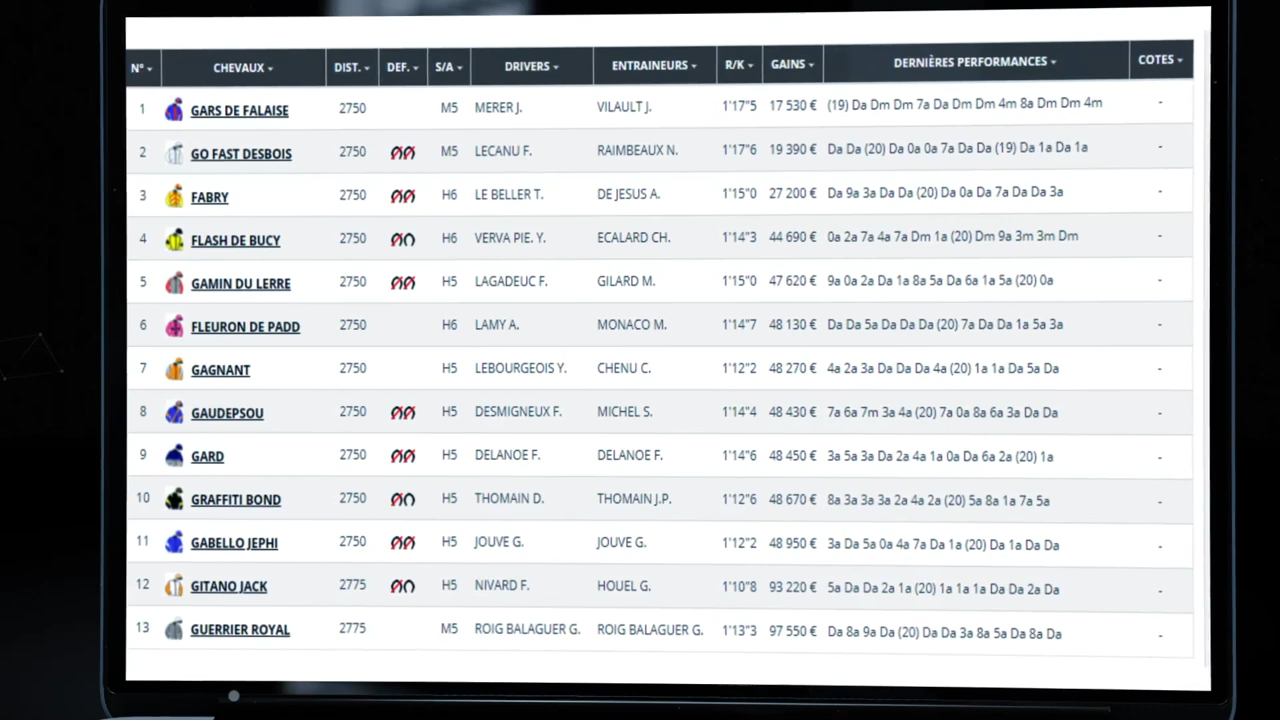 N° CHEVAUX DIST. DEF. S/A DRIVERS ENTRAINEURS R/K GAINS DERNIÈRES PERFORMANCES COTES
1 GARS DE FALAISE 2750 M5 MERER J. VILAULT J. 1'17"5 17 530 € (19) Da Dm Dm 7a Da Dm Dm 4m 8a Dm Dm 4m -
2 GO FAST DESBOIS 2750 M5 LECANU F. RAIMBEAUX N. 1'17"6 19 390 € Da Da (20) Da 0a 0a 7a Da Da (19) Da 1a Da 1a -
3 FABRY 2750 H6 LE BELLER T. DE JESUS A. 1'15"0 27 200 € Da 9a 3a Da Da (20) Da 0a Da 7a Da Da 3a -
4 FLASH DE BUCY 2750 H6 VERVA PIE. Y. ECALARD CH. 1'14"3 44 690 € 0a 2a 7a 4a 7a Dm 1a (20) Dm 9a 3m 3m Dm -
5 GAMIN DU LERRE 2750 H5 LAGADEUC F. GILARD M. 1'15"0 47 620 € 9a 0a 2a Da 1a 8a 5a Da 6a 1a 5a (20) 0a -
6 FLEURON DE PADD 2750 H6 LAMY A. MONACO M. 1'14"7 48 130 € Da Da 5a Da Da Da (20) 7a Da Da 1a 5a 3a -
7 GAGNANT 2750 H5 LEBOURGEOIS Y. CHENU C. 1'12"2 48 270 € 4a 2a 3a Da Da Da 4a (20) 1a 1a Da 5a Da -
8 GAUDEPSOU 2750 H5 DESMIGNEUX F. MICHEL S. 1'14"4 48 430 € 7a 6a 7m 3a 4a (20) 7a 0a 8a 6a 3a Da Da -
9 GARD 2750 H5 DELANOE F. DELANOE F. 1'14"6 48 450 € 3a 5a 3a Da 2a 4a 1a 0a Da 6a 2a (20) 1a -
10 GRAFFITI BOND 2750 H5 THOMAIN D. THOMAIN J.P. 1'12"6 48 670 € 8a 3a 3a 3a 2a 4a 2a (20) 5a 8a 1a 7a 5a -
11 GABELLO JEPHI 2750 H5 JOUVE G. JOUVE G. 1'12"2 48 950 € 3a Da 5a 0a 4a 7a Da 1a (20) Da 1a Da Da -
12 GITANO JACK 2775 H5 NIVARD F. HOUEL G. 1'10"8 93 220 € 5a Da Da 2a 1a (20) 1a 1a 1a Da Da 2a Da -
13 GUERRIER ROYAL 2775 M5 ROIG BALAGUER G. ROIG BALAGUER G. 1'13"3 97 550 € Da 8a 9a Da (20) Da Da 3a 8a 5a Da 8a Da -